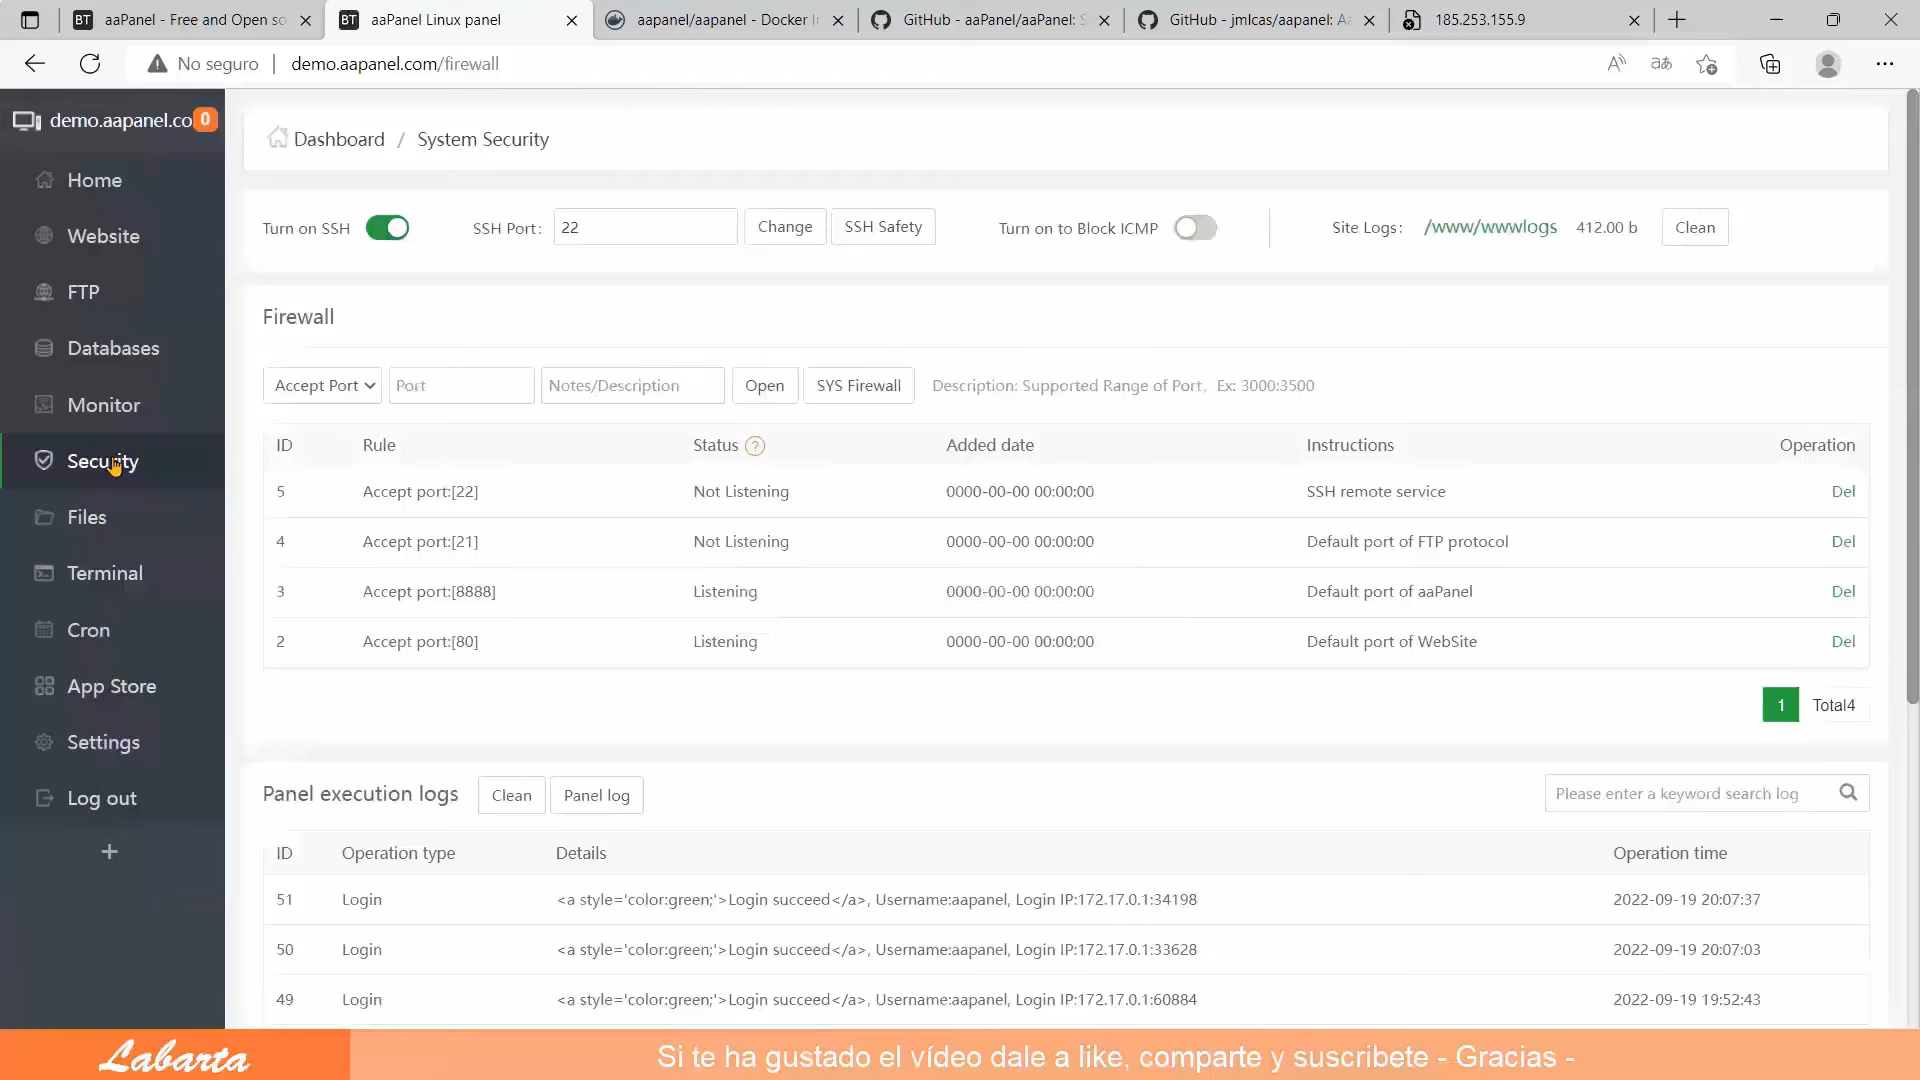 aaPanel - Free and Open so
aaPanel Linux panel
aapanel/aapanel - Docker I
GitHub - aaPanel/aaPanel: S
GitHub - jmlcas/aapanel: Aa
185.253.155.9
No seguro
demo.aapanel.com/firewall
demo.aapanel.co 0
Home
Website
FTP
Databases
Monitor
Security
Files
Terminal
Cron
App Store
Settings
Log out
Dashboard / System Security
Turn on SSH SSH Port: 22 Change SSH Safety Turn on to Block ICMP Site Logs: /www/wwwlogs 412.00 b Clean
Firewall
Accept Port Port Notes/Description Open SYS Firewall Description: Supported Range of Port, Ex: 3000:3500
ID Rule Status ? Added date Instructions Operation
5 Accept port:[22] Not Listening 0000-00-00 00:00:00 SSH remote service Del
4 Accept port:[21] Not Listening 0000-00-00 00:00:00 Default port of FTP protocol Del
3 Accept port:[8888] Listening 0000-00-00 00:00:00 Default port of aaPanel Del
2 Accept port:[80] Listening 0000-00-00 00:00:00 Default port of WebSite Del
1 Total4
Panel execution logs Clean Panel log Please enter a keyword search log
ID Operation type Details Operation time
51 Login <a style='color:green;'>Login succeed</a>, Username:aapanel, Login IP:172.17.0.1:34198 2022-09-19 20:07:37
50 Login <a style='color:green;'>Login succeed</a>, Username:aapanel, Login IP:172.17.0.1:33628 2022-09-19 20:07:03
49 Login <a style='color:green;'>Login succeed</a>, Username:aapanel, Login IP:172.17.0.1:60884 2022-09-19 19:52:43
Labarta Si te ha gustado el vídeo dale a like, comparte y suscribete - Gracias -